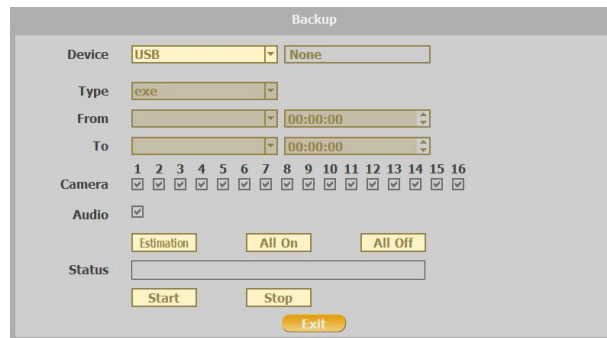 Backup
Device USB None
Type exe
From 00:00:00
To 00:00:00
1 2 3 4 5 6 7 8 9 10 11 12 13 14 15 16
Camera
Audio
Estimation All On All Off
Status
Start Stop
Exit